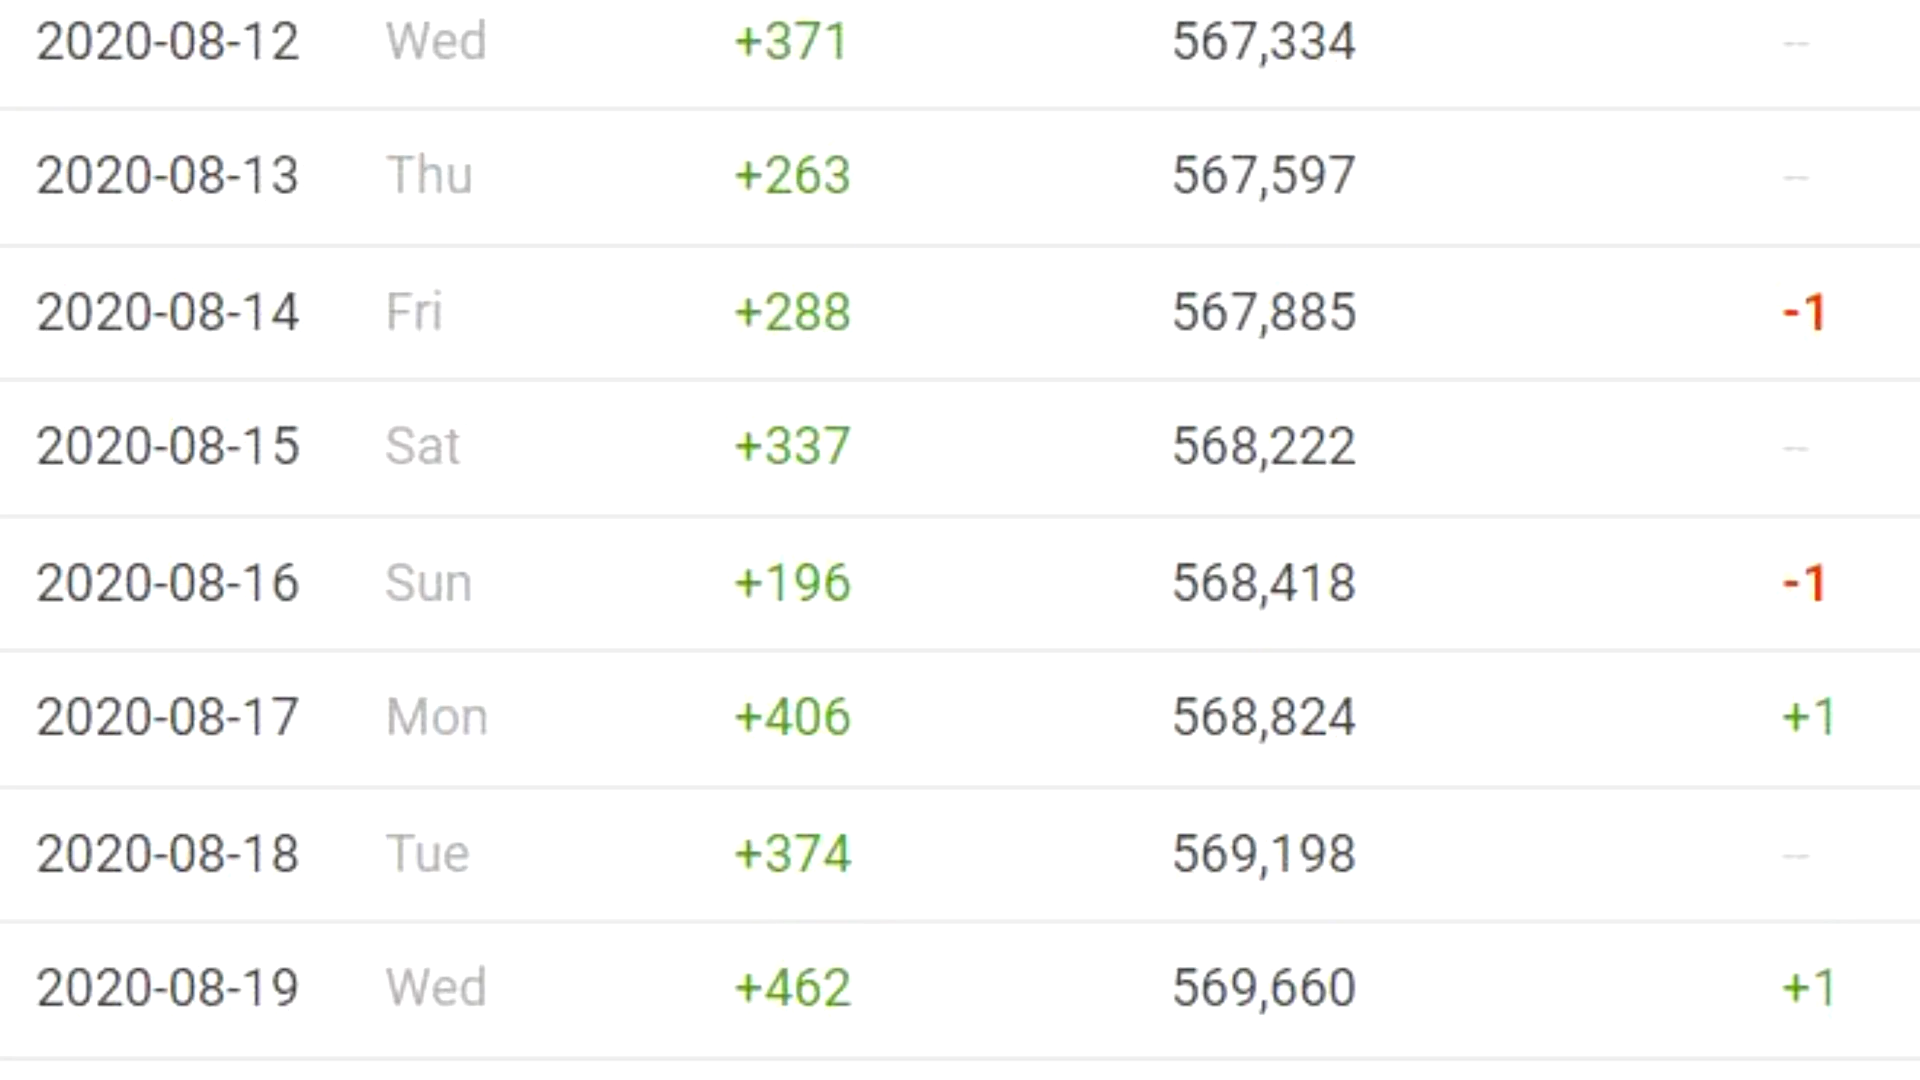 2020-08-12 Wed +371 567,334 --
2020-08-13 Thu +263 567,597 --
2020-08-14 Fri +288 567,885 -1
2020-08-15 Sat +337 568,222 --
2020-08-16 Sun +196 568,418 -1
2020-08-17 Mon +406 568,824 +1
2020-08-18 Tue +374 569,198 --
2020-08-19 Wed +462 569,660 +1